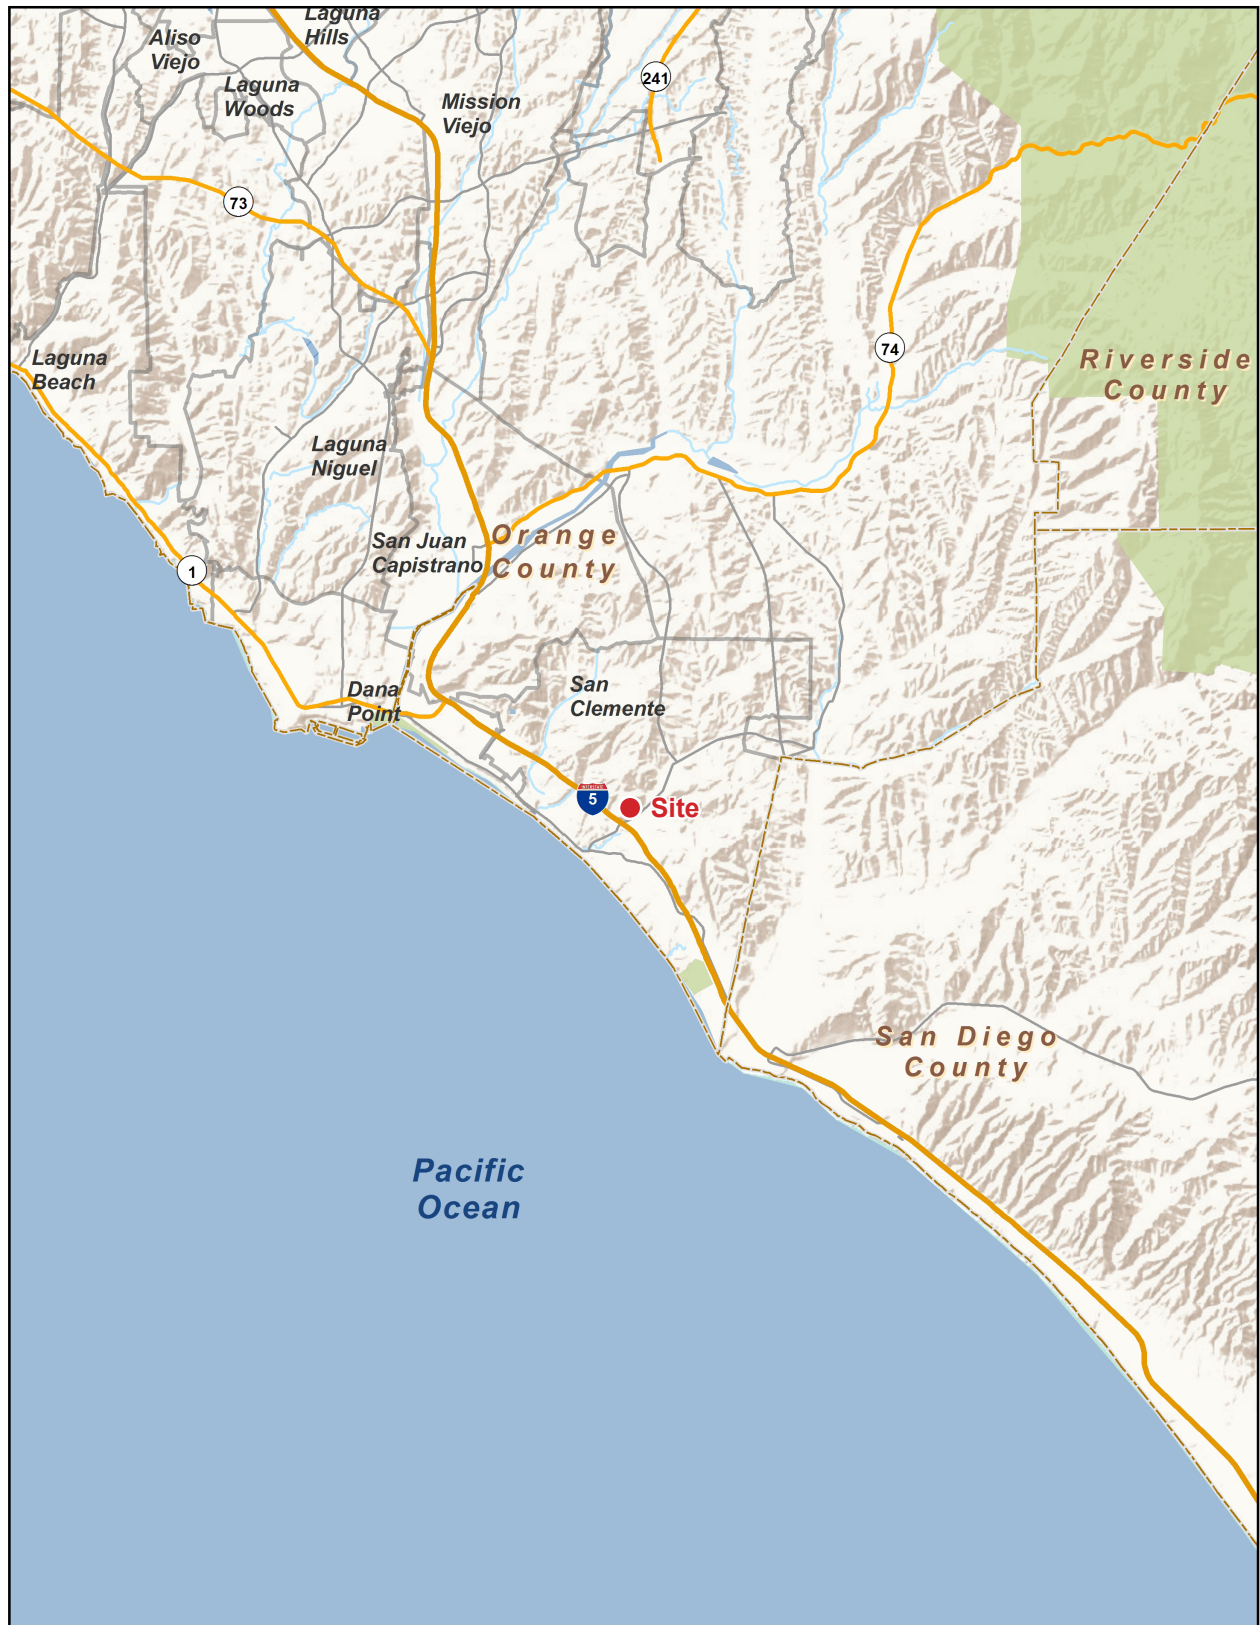 Laguna
Hills
Aliso
Viejo
Laguna
Woods
Mission
Viejo
241
73
74
Riverside
County
Laguna
Beach
Laguna
Niguel
San Juan
Capistrano
Orange
County
1
Dana
Point
San
Clemente
5
Site
San Diego
County
Pacific
Ocean